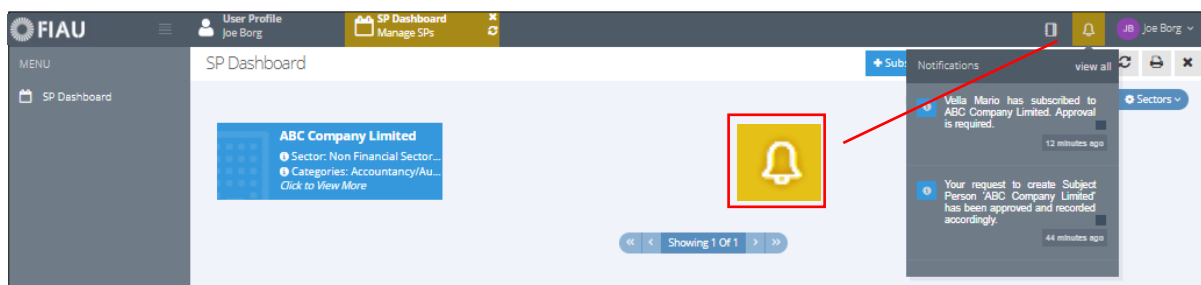 FIAU
User Profile
Joe Borg
SP Dashboard
Manage SPs
JB Joe Borg
MENU
SP Dashboard
SP Dashboard
+ Sub
Notifications
view all
Sectors
Vella Mario has subscribed to
ABC Company Limited. Approval
is required.
12 minutes ago
Your request to create Subject
Person 'ABC Company Limited'
has been approved and recorded
accordingly.
44 minutes ago
ABC Company Limited
Sector: Non Financial Sector...
Categories: Accountancy/Au...
Click to View More
« < Showing 1 Of 1 > »